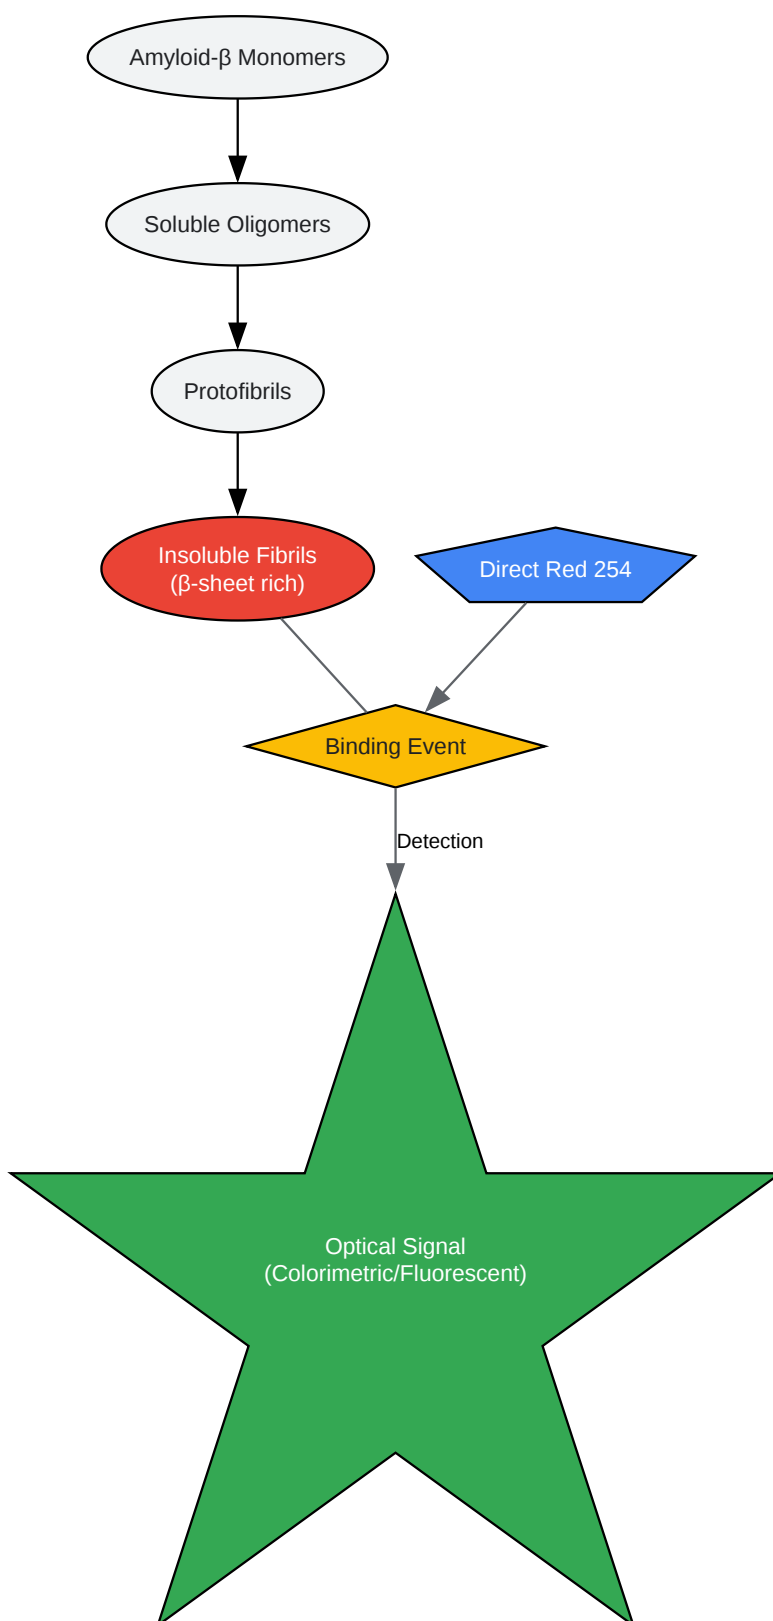 Amyloid-β Monomers
Soluble Oligomers
Protofibrils
Insoluble Fibrils
(β-sheet rich)
Direct Red 254
Binding Event
Detection
Optical Signal
(Colorimetric/Fluorescent)